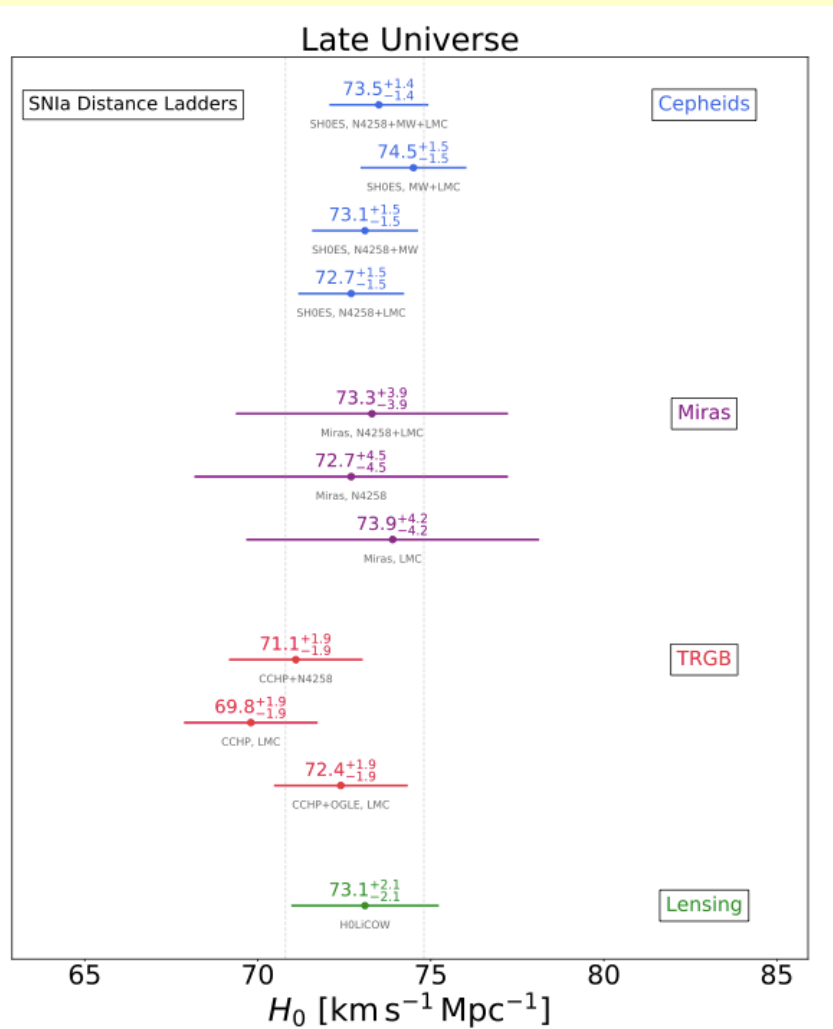 Late Universe
SNIa Distance Ladders
Cepheids
73.5+1.4−1.4
SH0ES, N4258+MW+LMC
74.5+1.5−1.5
SH0ES, MW+LMC
73.1+1.5−1.5
SH0ES, N4258+MW
72.7+1.5−1.5
SH0ES, N4258+LMC
73.3+3.9−3.9
Miras
Miras, N4258+LMC
72.7+4.5−4.5
Miras, N4258
73.9+4.2−4.2
Miras, LMC
71.1+1.9−1.9
TRGB
CCHP+N4258
69.8+1.9−1.9
CCHP, LMC
72.4+1.9−1.9
CCHP+OGLE, LMC
73.1+2.1−2.1
Lensing
H0LiCOW
65 70 75 80 85
H₀ [km s⁻¹ Mpc⁻¹]